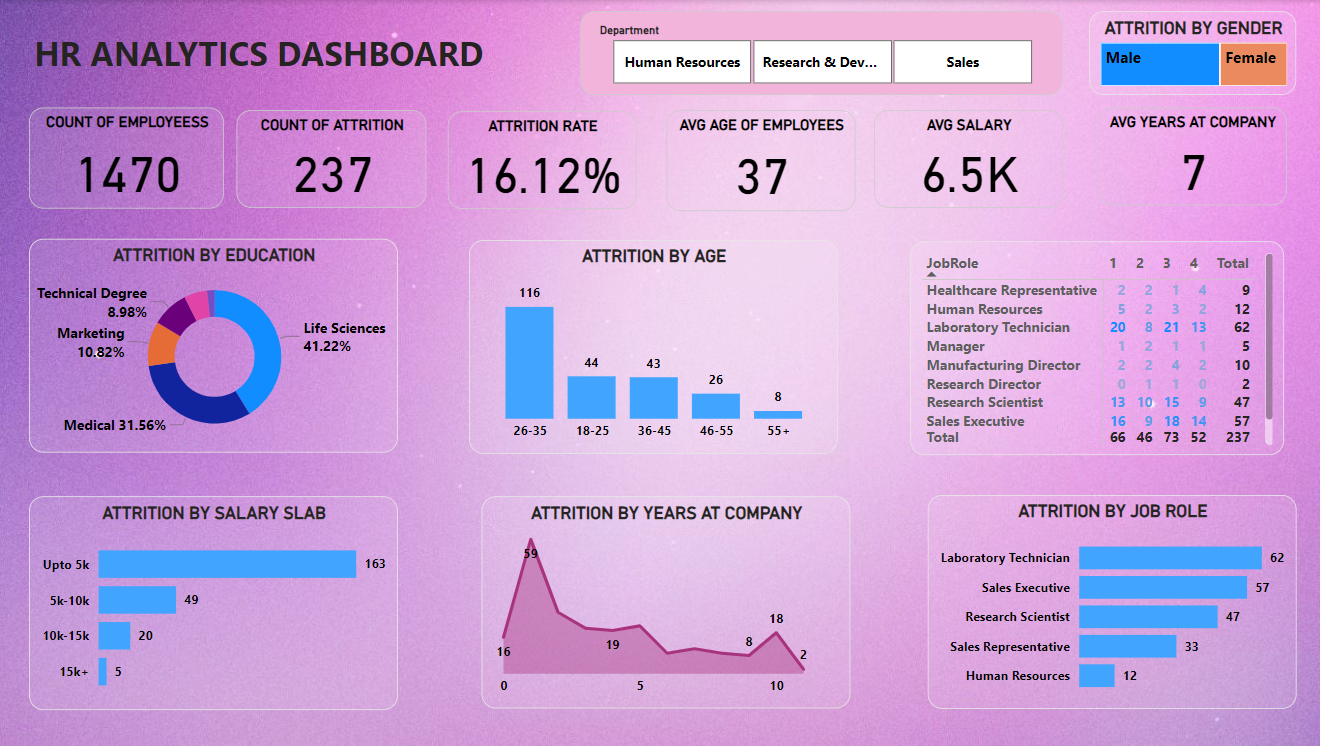 HR ANALYTICS DASHBOARD
Department
Human Resources
Research & Dev...
Sales
ATTRITION BY GENDER
Male
Female
COUNT OF EMPLOYEESS
1470
COUNT OF ATTRITION
237
ATTRITION RATE
16.12%
AVG AGE OF EMPLOYEES
37
AVG SALARY
6.5K
AVG YEARS AT COMPANY
7
ATTRITION BY EDUCATION
Technical Degree
8.98%
Marketing
10.82%
Life Sciences
41.22%
Medical 31.56%
ATTRITION BY AGE
116
44
43
26
8
26-35
18-25
36-45
46-55
55+
JobRole 1 2 3 4 Total
Healthcare Representative 2 2 1 4 9
Human Resources 5 2 3 2 12
Laboratory Technician 20 8 21 13 62
Manager 1 2 1 1 5
Manufacturing Director 2 2 4 2 10
Research Director 0 1 1 0 2
Research Scientist 13 10 15 9 47
Sales Executive 16 9 18 14 57
Total 66 46 73 52 237
ATTRITION BY SALARY SLAB
Upto 5k 163
5k-10k 49
10k-15k 20
15k+ 5
ATTRITION BY YEARS AT COMPANY
59
16
19
8
18
2
0
5
10
ATTRITION BY JOB ROLE
Laboratory Technician 62
Sales Executive 57
Research Scientist 47
Sales Representative 33
Human Resources 12